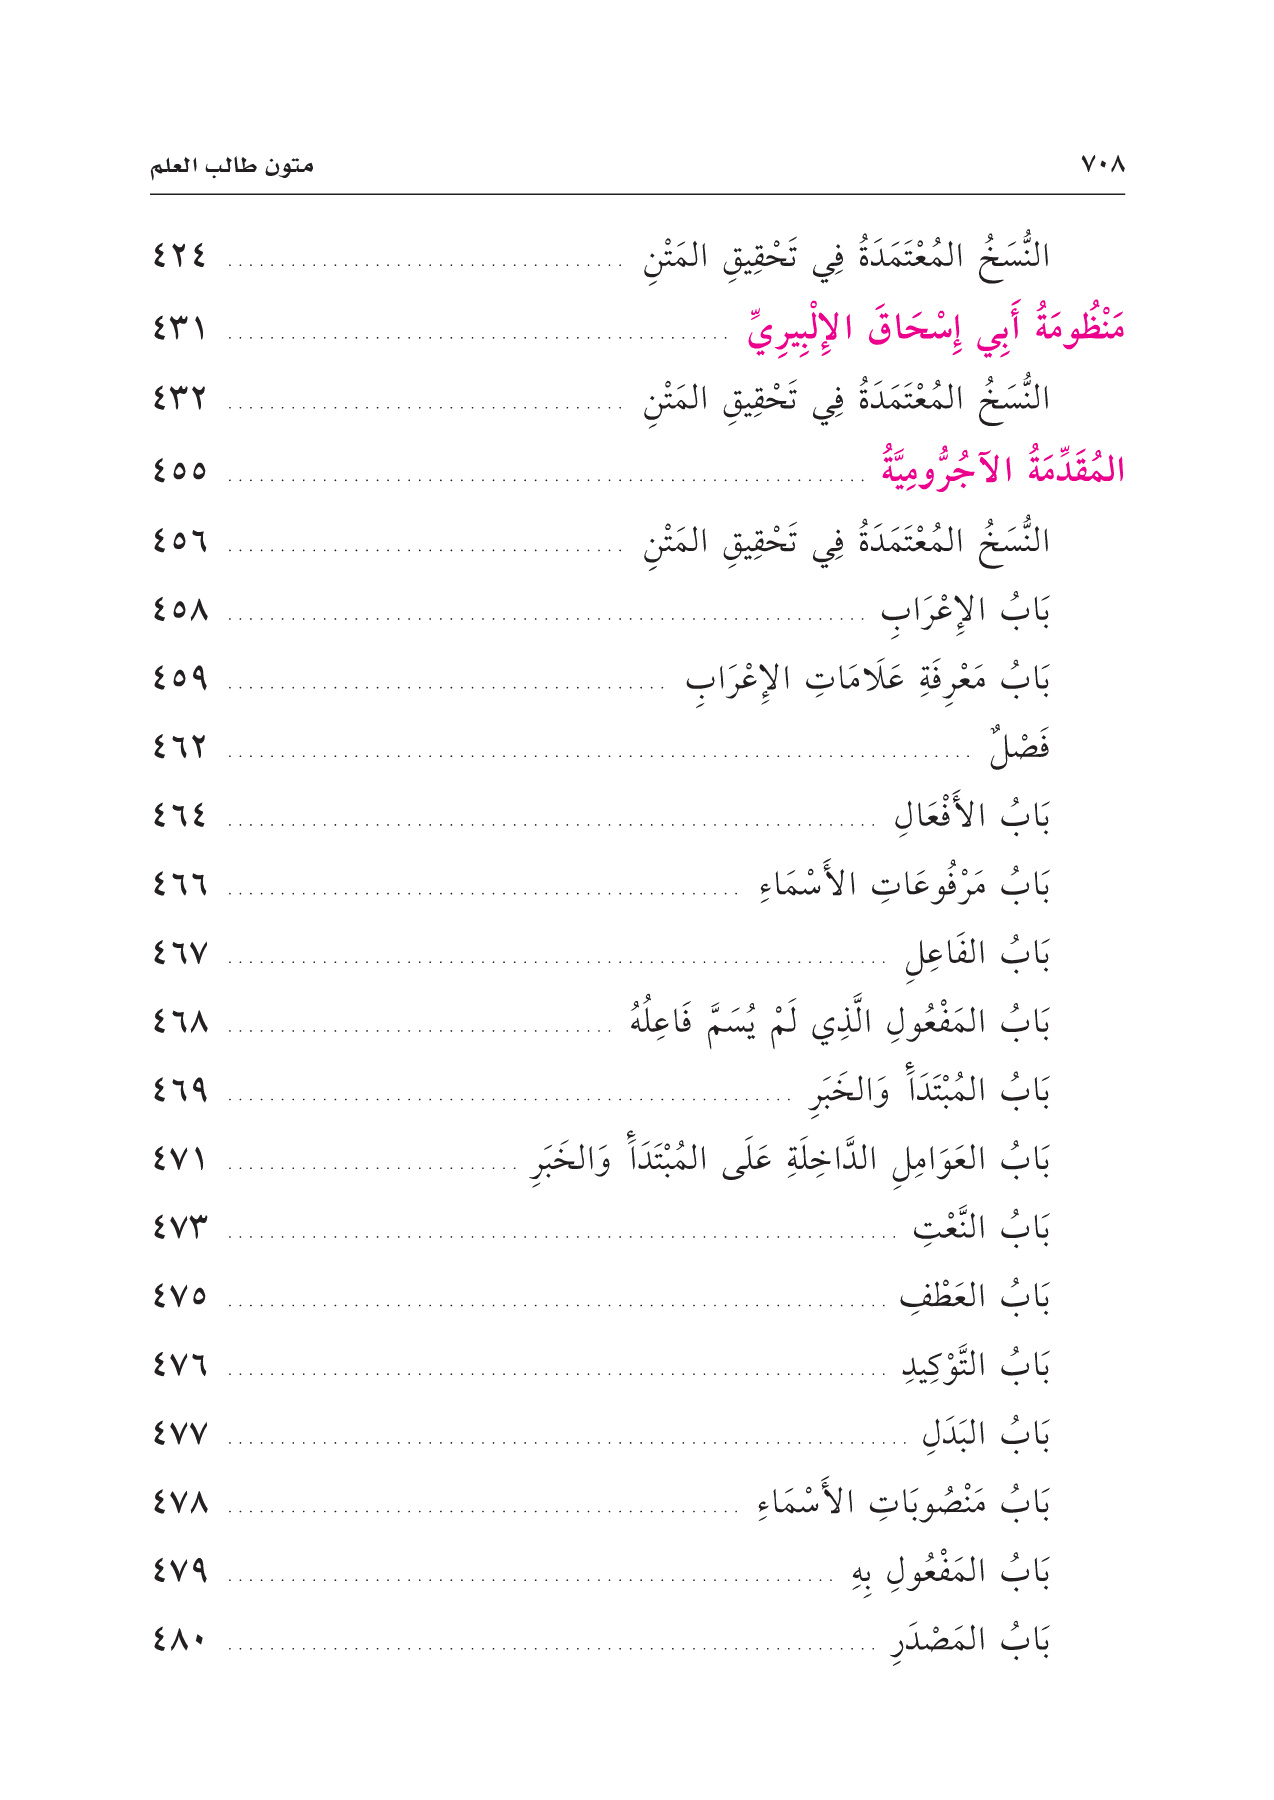 ٧٠٨ متون طالب العلم
النُّسَخُ المُعْتَمَدَةُ فِي تَحْقِيقِ المَتْنِ ٤٢٤
مَنْظُومَةُ أَبِي إِسْحَاقَ الإِلْبِيرِيِّ ٤٣١
النُّسَخُ المُعْتَمَدَةُ فِي تَحْقِيقِ المَتْنِ ٤٣٢
المُقَدِّمَةُ الآجُرُّومِيَّةُ ٤٥٥
النُّسَخُ المُعْتَمَدَةُ فِي تَحْقِيقِ المَتْنِ ٤٥٦
بَابُ الإِعْرَابِ ٤٥٨
بَابُ مَعْرِفَةِ عَلَامَاتِ الإِعْرَابِ ٤٥٩
فَصْلٌ ٤٦٢
بَابُ الأَفْعَالِ ٤٦٤
بَابُ مَرْفُوعَاتِ الأَسْمَاءِ ٤٦٦
بَابُ الفَاعِلِ ٤٦٧
بَابُ المَفْعُولِ الَّذِي لَمْ يُسَمَّ فَاعِلُهُ ٤٦٨
بَابُ المُبْتَدَأ وَالخَبَرِ ٤٦٩
بَابُ العَوَامِلِ الدَّاخِلَةِ عَلَى المُبْتَدَأ وَالخَبَرِ ٤٧١
بَابُ النَّعْتِ ٤٧٣
بَابُ العَطْفِ ٤٧٥
بَابُ التَّوْكِيدِ ٤٧٦
بَابُ البَدَلِ ٤٧٧
بَابُ مَنْصُوبَاتِ الأَسْمَاءِ ٤٧٨
بَابُ المَفْعُولِ بِهِ ٤٧٩
بَابُ المَصْدَرِ ٤٨٠